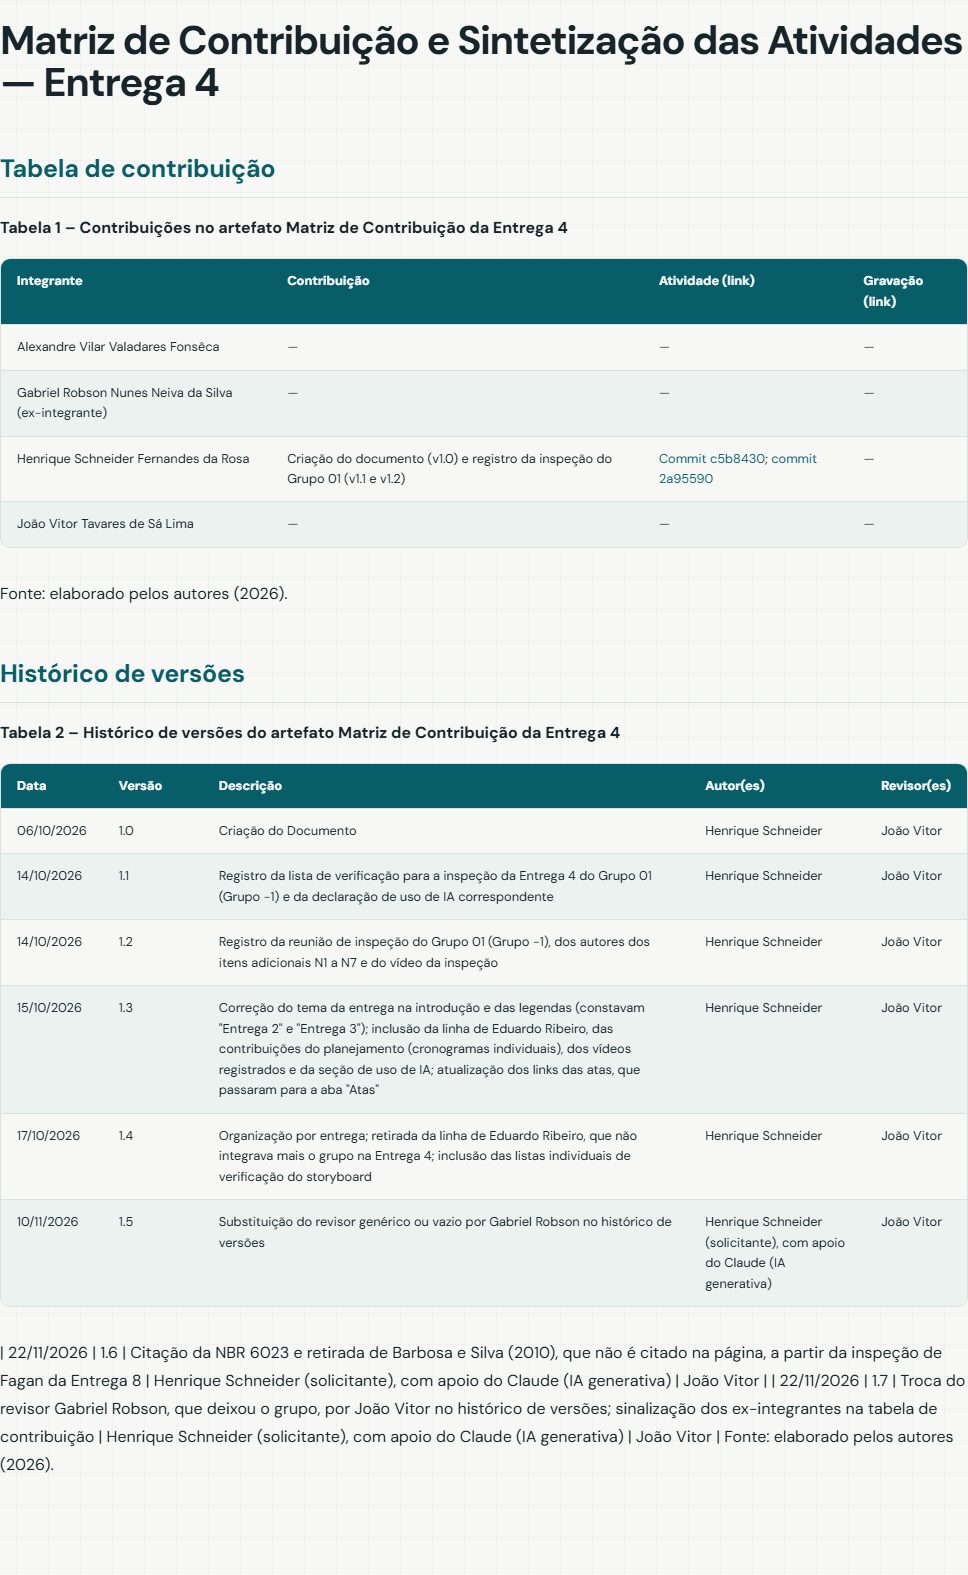 Matriz de Contribuição e Sintetização das Atividades
— Entrega 4
Tabela de contribuição
Tabela 1 – Contribuições no artefato Matriz de Contribuição da Entrega 4
Integrante Contribuição Atividade (link) Gravação
(link)
Alexandre Vilar Valadares Fonsêca — — —
Gabriel Robson Nunes Neiva da Silva — — —
(ex-integrante)
Henrique Schneider Fernandes da Rosa Criação do documento (v1.0) e registro da inspeção do Commit c5b8430; commit —
Grupo 01 (v1.1 e v1.2) 2a95590
João Vitor Tavares de Sá Lima — — —
Fonte: elaborado pelos autores (2026).
Histórico de versões
Tabela 2 – Histórico de versões do artefato Matriz de Contribuição da Entrega 4
Data Versão Descrição Autor(es) Revisor(es)
06/10/2026 1.0 Criação do Documento Henrique Schneider João Vitor
14/10/2026 1.1 Registro da lista de verificação para a inspeção da Entrega 4 do Grupo 01 Henrique Schneider João Vitor
(Grupo -1) e da declaração de uso de IA correspondente
14/10/2026 1.2 Registro da reunião de inspeção do Grupo 01 (Grupo -1), dos autores dos Henrique Schneider João Vitor
itens adicionais N1 a N7 e do vídeo da inspeção
15/10/2026 1.3 Correção do tema da entrega na introdução e das legendas (constavam Henrique Schneider João Vitor
"Entrega 2" e "Entrega 3"); inclusão da linha de Eduardo Ribeiro, das
contribuições do planejamento (cronogramas individuais), dos vídeos
registrados e da seção de uso de IA; atualização dos links das atas, que
passaram para a aba "Atas"
17/10/2026 1.4 Organização por entrega; retirada da linha de Eduardo Ribeiro, que não Henrique Schneider João Vitor
integrava mais o grupo na Entrega 4; inclusão das listas individuais de
verificação do storyboard
10/11/2026 1.5 Substituição do revisor genérico ou vazio por Gabriel Robson no histórico de Henrique Schneider João Vitor
versões (solicitante), com apoio
do Claude (IA
generativa)
| 22/11/2026 | 1.6 | Citação da NBR 6023 e retirada de Barbosa e Silva (2010), que não é citado na página, a partir da inspeção de
Fagan da Entrega 8 | Henrique Schneider (solicitante), com apoio do Claude (IA generativa) | João Vitor | | 22/11/2026 | 1.7 | Troca do
revisor Gabriel Robson, que deixou o grupo, por João Vitor no histórico de versões; sinalização dos ex-integrantes na tabela de
contribuição | Henrique Schneider (solicitante), com apoio do Claude (IA generativa) | João Vitor | Fonte: elaborado pelos autores
(2026).